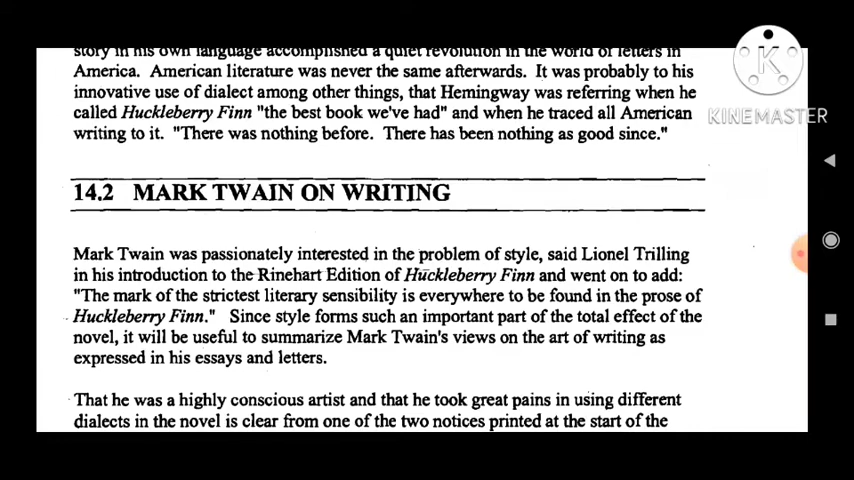 story in his own language accomplished a quiet revolution in the world of letters in
America. American literature was never the same afterwards. It was probably to his
innovative use of dialect among other things, that Hemingway was referring when he
called Huckleberry Finn "the best book we've had" and when he traced all American
writing to it. "There was nothing before. There has been nothing as good since."
K
KINEMASTER
14.2 MARK TWAIN ON WRITING
Mark Twain was passionately interested in the problem of style, said Lionel Trilling
in his introduction to the Rinehart Edition of Huckleberry Finn and went on to add:
"The mark of the strictest literary sensibility is everywhere to be found in the prose of
Huckleberry Finn." Since style forms such an important part of the total effect of the
novel, it will be useful to summarize Mark Twain's views on the art of writing as
expressed in his essays and letters.
That he was a highly conscious artist and that he took great pains in using different
dialects in the novel is clear from one of the two notices printed at the start of the